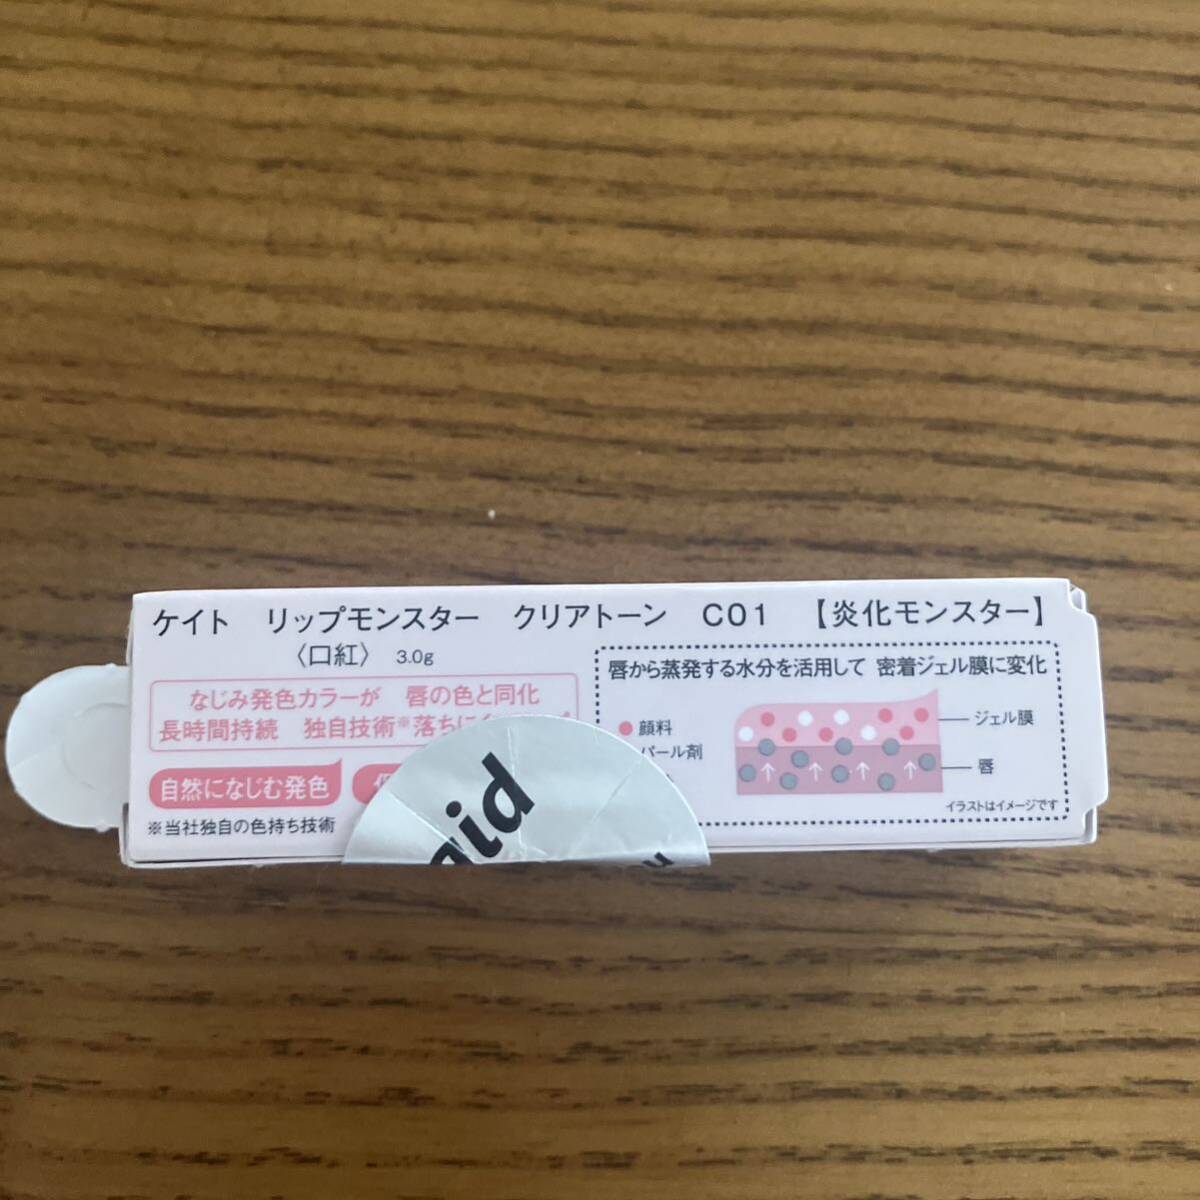 ケイト リップモンスター クリアトーン C01 【炎化モンスター】
〈口紅〉 3.0g
なじみ発色カラーが 唇の色と同化
長時間持続 独自技術※落ちに
自然になじむ発色
※当社独自の色持ち技術
唇から蒸発する水分を活用して 密着ジェル膜に変化
顔料
パール剤
ジェル膜
唇
イラストはイメージです
aid